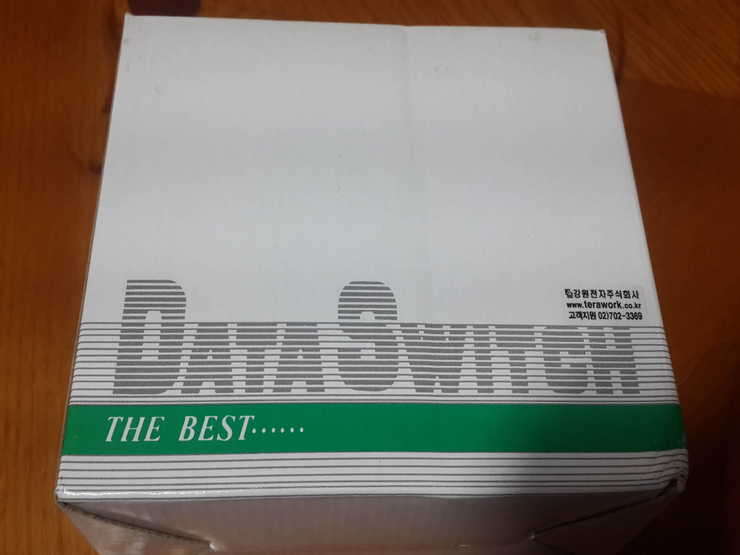 강원전자주식회사
www.terawork.co.kr
고객지원 02)702-3369
DATA SWITCH
THE BEST······